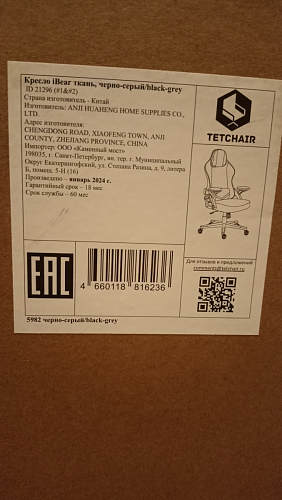 Кресло iBear ткань, черно-серый/black-grey
ID 21296 (#1&#2)
Страна изготовитель - Китай
Изготовитель: ANJI HUAHENG HOME SUPPLIES CO., LTD.
Адрес изготовителя:
CHENGDONG ROAD, XIAOFENG TOWN, ANJI
COUNTY, ZHEJIANG PROVINCE, CHINA
Импортер: ООО «Каменный мост»
198035, г. Санкт-Петербург, вн. тер. г. Муниципальный
Округ Екатерингофский, ул. Степана Разина, д. 9, литера
Б, помещ. 5-Н (16)
Произведено – январь 2024 г.
Гарантийный срок – 18 мес
Срок службы – 60 мес
TETCHAIR
EAC
4 660118 816236
Для отзывов и предложений
comments@tetchair.ru
5982 черно-серый/black-grey